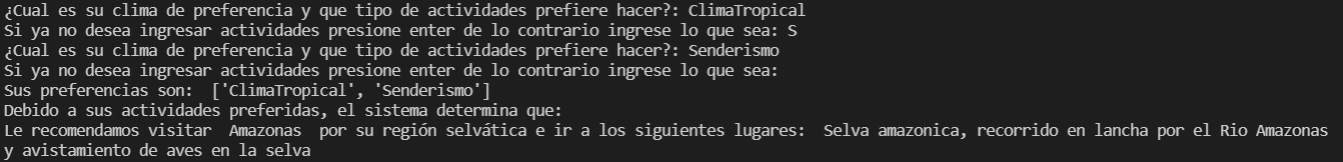 ¿Cual es su clima de preferencia y que tipo de actividades prefiere hacer?: ClimaTropical
Si ya no desea ingresar actividades presione enter de lo contrario ingrese lo que sea: S
¿Cual es su clima de preferencia y que tipo de actividades prefiere hacer?: Senderismo
Si ya no desea ingresar actividades presione enter de lo contrario ingrese lo que sea:
Sus preferencias son:  ['ClimaTropical', 'Senderismo']
Debido a sus actividades preferidas, el sistema determina que:
Le recomendamos visitar  Amazonas  por su región selvática e ir a los siguientes lugares:  Selva amazonica, recorrido en lancha por el Rio Amazonas
y avistamiento de aves en la selva